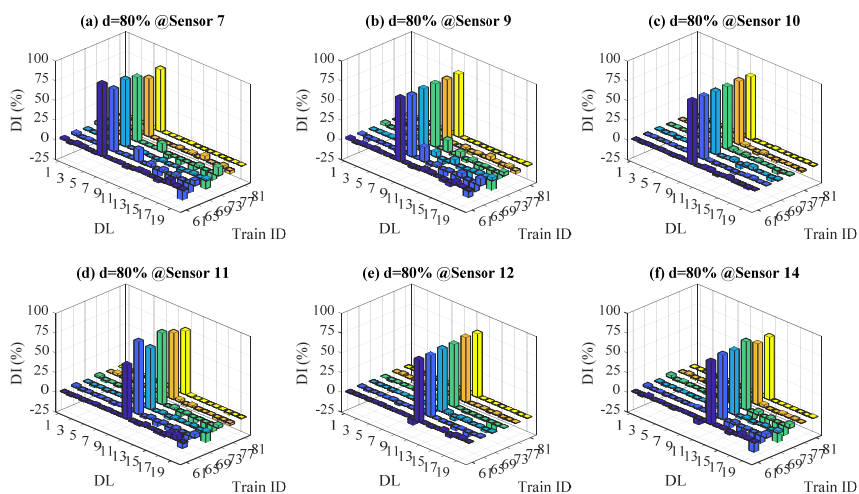 (a) d=80% @Sensor 7
(b) d=80% @Sensor 9
(c) d=80% @Sensor 10
DI (%)
100
75
50
25
0
-25
1 3 5 7 9 11 13 15 17 19
DL
61 65 69 73 77 81
Train ID
DI (%)
100
75
50
25
0
-25
1 3 5 7 9 11 13 15 17 19
DL
61 65 69 73 77 81
Train ID
DI (%)
100
75
50
25
0
-25
1 3 5 7 9 11 13 15 17 19
DL
61 65 69 73 77 81
Train ID
(d) d=80% @Sensor 11
(e) d=80% @Sensor 12
(f) d=80% @Sensor 14
DI (%)
100
75
50
25
0
-25
1 3 5 7 9 11 13 15 17 19
DL
61 65 69 73 77 81
Train ID
DI (%)
100
75
50
25
0
-25
1 3 5 7 9 11 13 15 17 19
DL
61 65 69 73 77 81
Train ID
DI (%)
100
75
50
25
0
-25
1 3 5 7 9 11 13 15 17 19
DL
61 65 69 73 77 81
Train ID